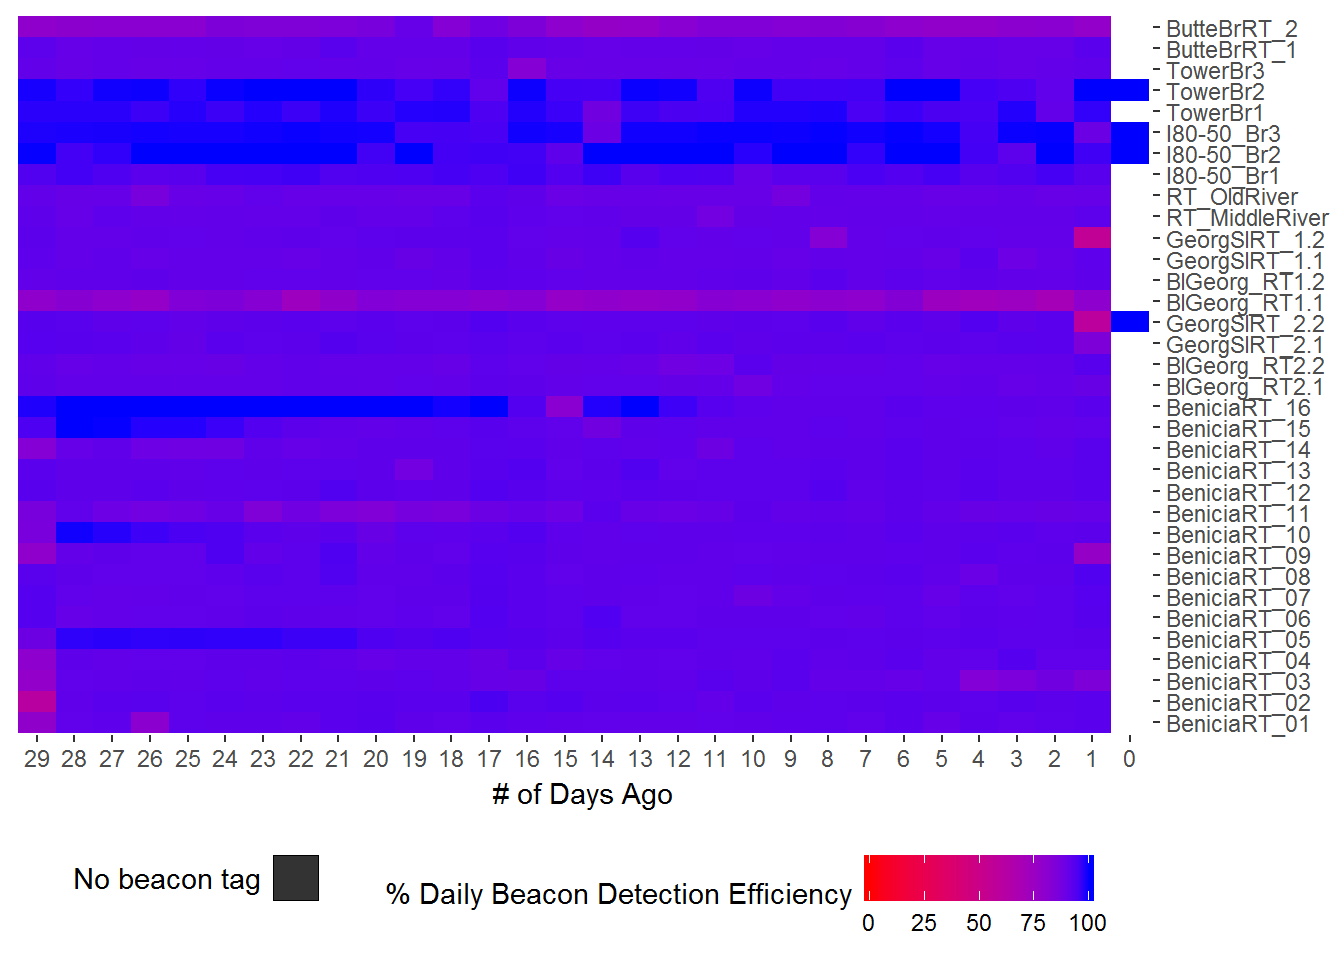 ButteBrRT_2
ButteBrRT_1
TowerBr3
TowerBr2
TowerBr1
I80-50_Br3
I80-50_Br2
I80-50_Br1
RT_OldRiver
RT_MiddleRiver
GeorgSlRT_1.2
GeorgSlRT_1.1
BlGeorg_RT1.2
BlGeorg_RT1.1
GeorgSlRT_2.2
GeorgSlRT_2.1
BlGeorg_RT2.2
BlGeorg_RT2.1
BeniciaRT_16
BeniciaRT_15
BeniciaRT_14
BeniciaRT_13
BeniciaRT_12
BeniciaRT_11
BeniciaRT_10
BeniciaRT_09
BeniciaRT_08
BeniciaRT_07
BeniciaRT_06
BeniciaRT_05
BeniciaRT_04
BeniciaRT_03
BeniciaRT_02
BeniciaRT_01
29 28 27 26 25 24 23 22 21 20 19 18 17 16 15 14 13 12 11 10 9 8 7 6 5 4 3 2 1 0
# of Days Ago
No beacon tag
% Daily Beacon Detection Efficiency
0 25 50 75 100